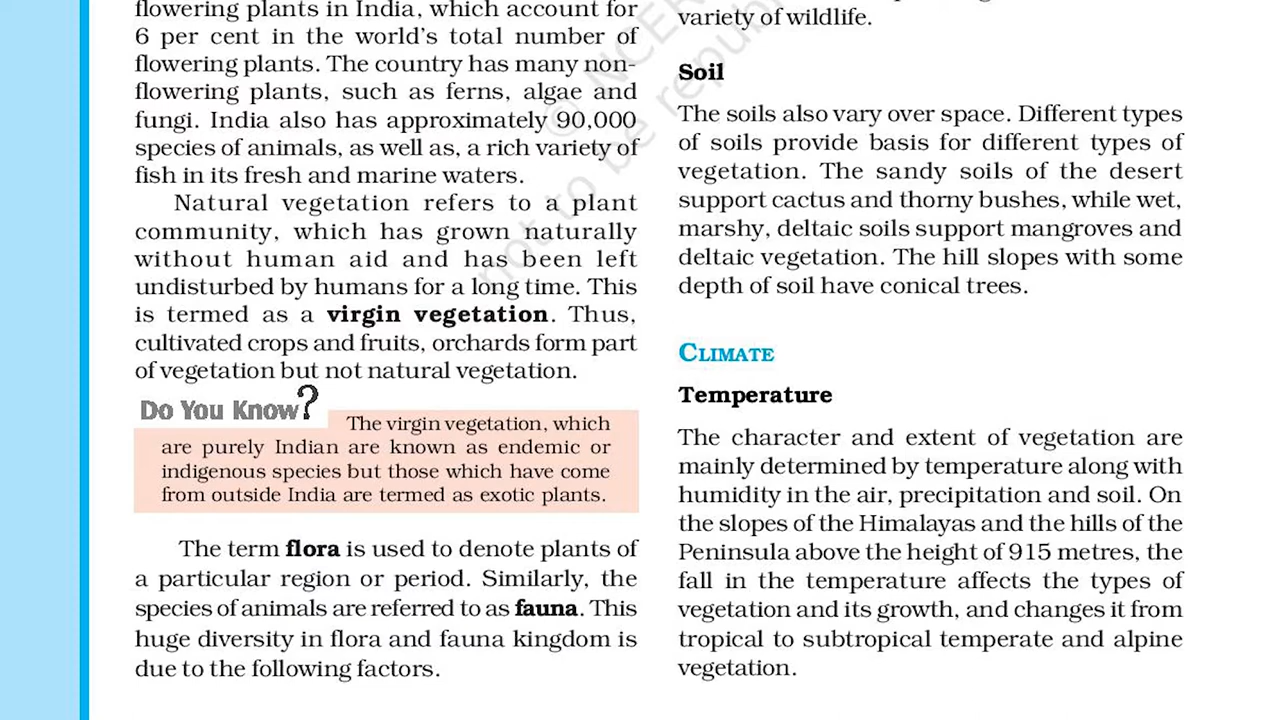 flowering plants in India, which account for
6 per cent in the world's total number of
flowering plants. The country has many non-
flowering plants, such as ferns, algae and
fungi. India also has approximately 90,000
species of animals, as well as, a rich variety of
fish in its fresh and marine waters.
Natural vegetation refers to a plant
community, which has grown naturally
without human aid and has been left
undisturbed by humans for a long time. This
is termed as a virgin vegetation. Thus,
cultivated crops and fruits, orchards form part
of vegetation but not natural vegetation.
Do You Know?
The virgin vegetation, which
are purely Indian are known as endemic or
indigenous species but those which have come
from outside India are termed as exotic plants.
The term flora is used to denote plants of
a particular region or period. Similarly, the
species of animals are referred to as fauna. This
huge diversity in flora and fauna kingdom is
due to the following factors.
variety of wildlife.
Soil
The soils also vary over space. Different types
of soils provide basis for different types of
vegetation. The sandy soils of the desert
support cactus and thorny bushes, while wet,
marshy, deltaic soils support mangroves and
deltaic vegetation. The hill slopes with some
depth of soil have conical trees.
CLIMATE
Temperature
The character and extent of vegetation are
mainly determined by temperature along with
humidity in the air, precipitation and soil. On
the slopes of the Himalayas and the hills of the
Peninsula above the height of 915 metres, the
fall in the temperature affects the types of
vegetation and its growth, and changes it from
tropical to subtropical temperate and alpine
vegetation.
© NCER
not to be republ